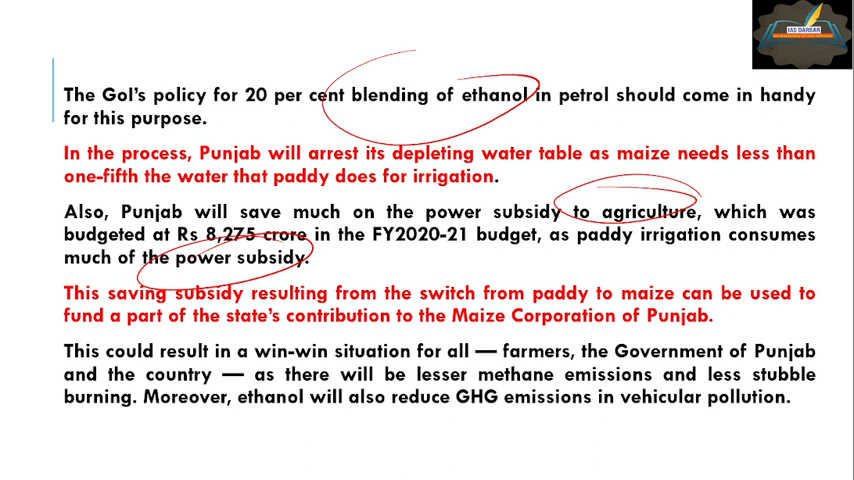 IAS DARBAR
The GoI's policy for 20 per cent blending of ethanol in petrol should come in handy
for this purpose.
In the process, Punjab will arrest its depleting water table as maize needs less than
one-fifth the water that paddy does for irrigation.
Also, Punjab will save much on the power subsidy to agriculture, which was
budgeted at Rs 8,275 crore in the FY2020-21 budget, as paddy irrigation consumes
much of the power subsidy.
This saving subsidy resulting from the switch from paddy to maize can be used to
fund a part of the state's contribution to the Maize Corporation of Punjab.
This could result in a win-win situation for all — farmers, the Government of Punjab
and the country — as there will be lesser methane emissions and less stubble
burning. Moreover, ethanol will also reduce GHG emissions in vehicular pollution.